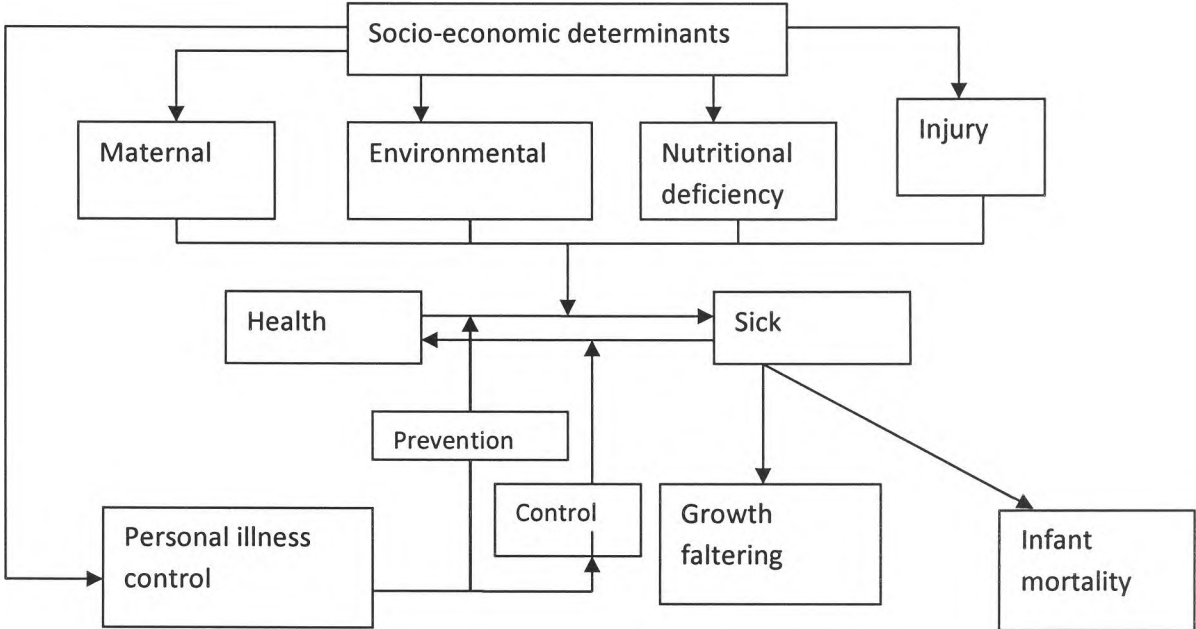 Socio-economic determinants
Maternal
Environmental
Nutritional
deficiency
Injury
Health
Sick
Prevention
Control
Personal illness
control
Growth
faltering
Infant
mortality